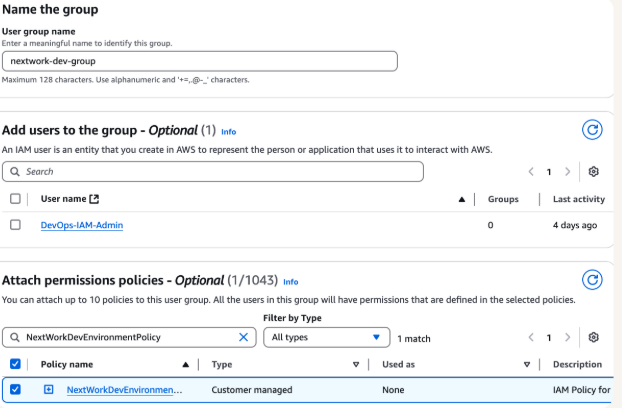 Name the group
User group name
Enter a meaningful name to identify this group.
nextwork-dev-group
Maximum 128 characters. Use alphanumeric and '+=,.@-_' characters.
Add users to the group - Optional (1) Info
An IAM user is an entity that you create in AWS to represent the person or application that uses it to interact with AWS.
Search
1
User name Groups Last activity
DevOps-IAM-Admin 0 4 days ago
Attach permissions policies - Optional (1/1043) Info
You can attach up to 10 policies to this user group. All the users in this group will have permissions that are defined in the selected policies.
Filter by Type
NextWorkDevEnvironmentPolicy All types 1 match 1
Policy name Type Used as Description
NextWorkDevEnvironmen... Customer managed None IAM Policy for